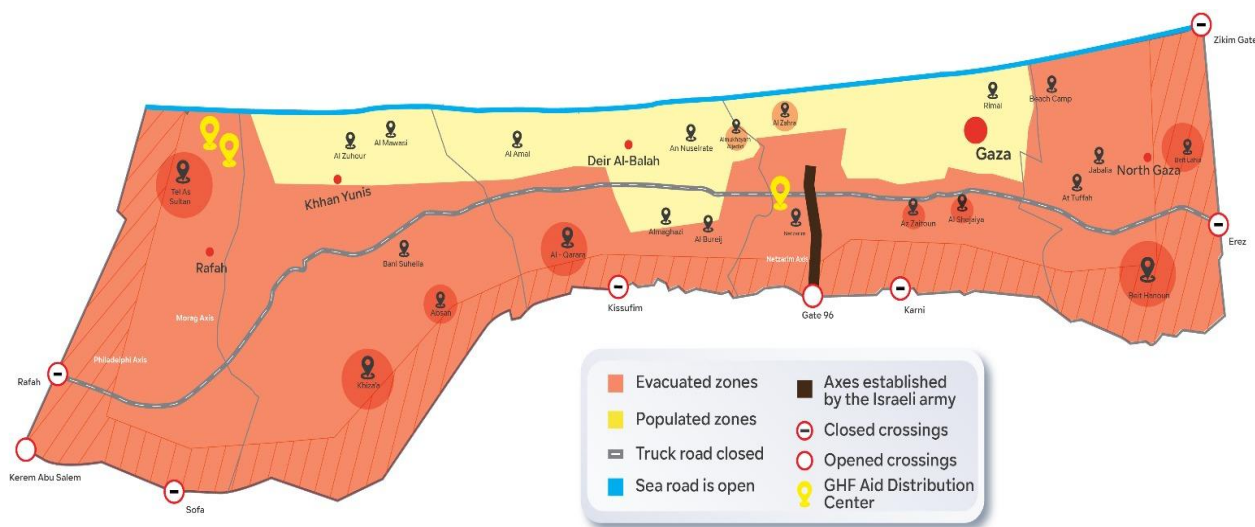 Zikim Gate
Rimal
Beach Camp
Al Zahra
Al Mawasi
Al Zuhour
Al Amal
An Nuseirate
Deir Al-Balah
Gaza
Beit Lahia
Jabalia
North Gaza
Tel As
Sultan
Khhan Yunis
At Tuffah
Almaghazi
Al Bureij
Netzarim
Az Zaitoun
Al Shejaiya
Erez
Rafah
Bani Suheila
Al - Qarara
Netzarim Axis
Beit Hanoun
Kissufim
Gate 96
Karni
Absan
Morag Axis
Philadelphi Axis
Khiza'a
Rafah
Kerem Abu Salem
Sofa
Evacuated zones
Populated zones
Truck road closed
Sea road is open
Axes established
by the Israeli army
Closed crossings
Opened crossings
GHF Aid Distribution
Center